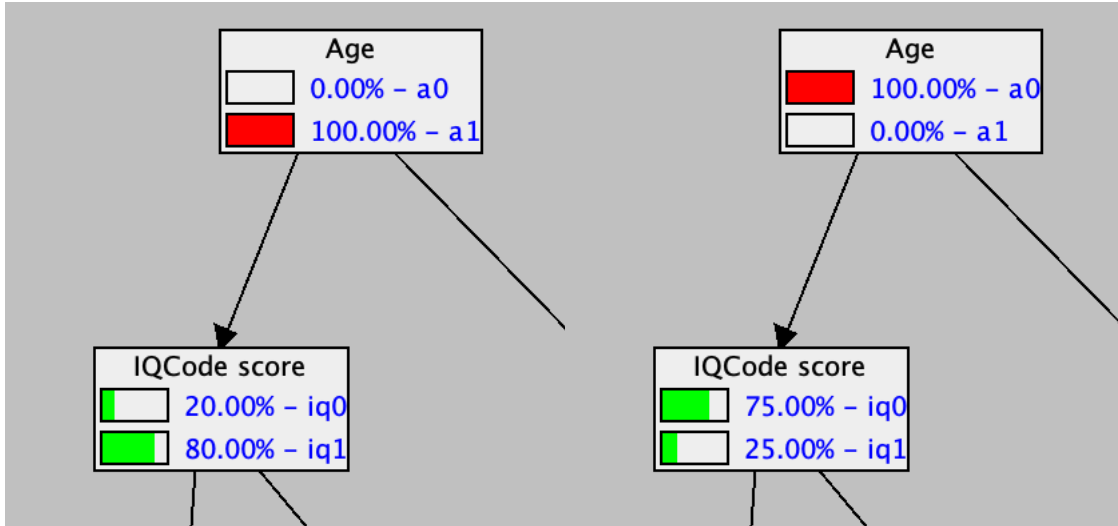 Age
0.00% – a0
100.00% – a1
IQCode score
20.00% – iq0
80.00% – iq1
Age
100.00% – a0
0.00% – a1
IQCode score
75.00% – iq0
25.00% – iq1